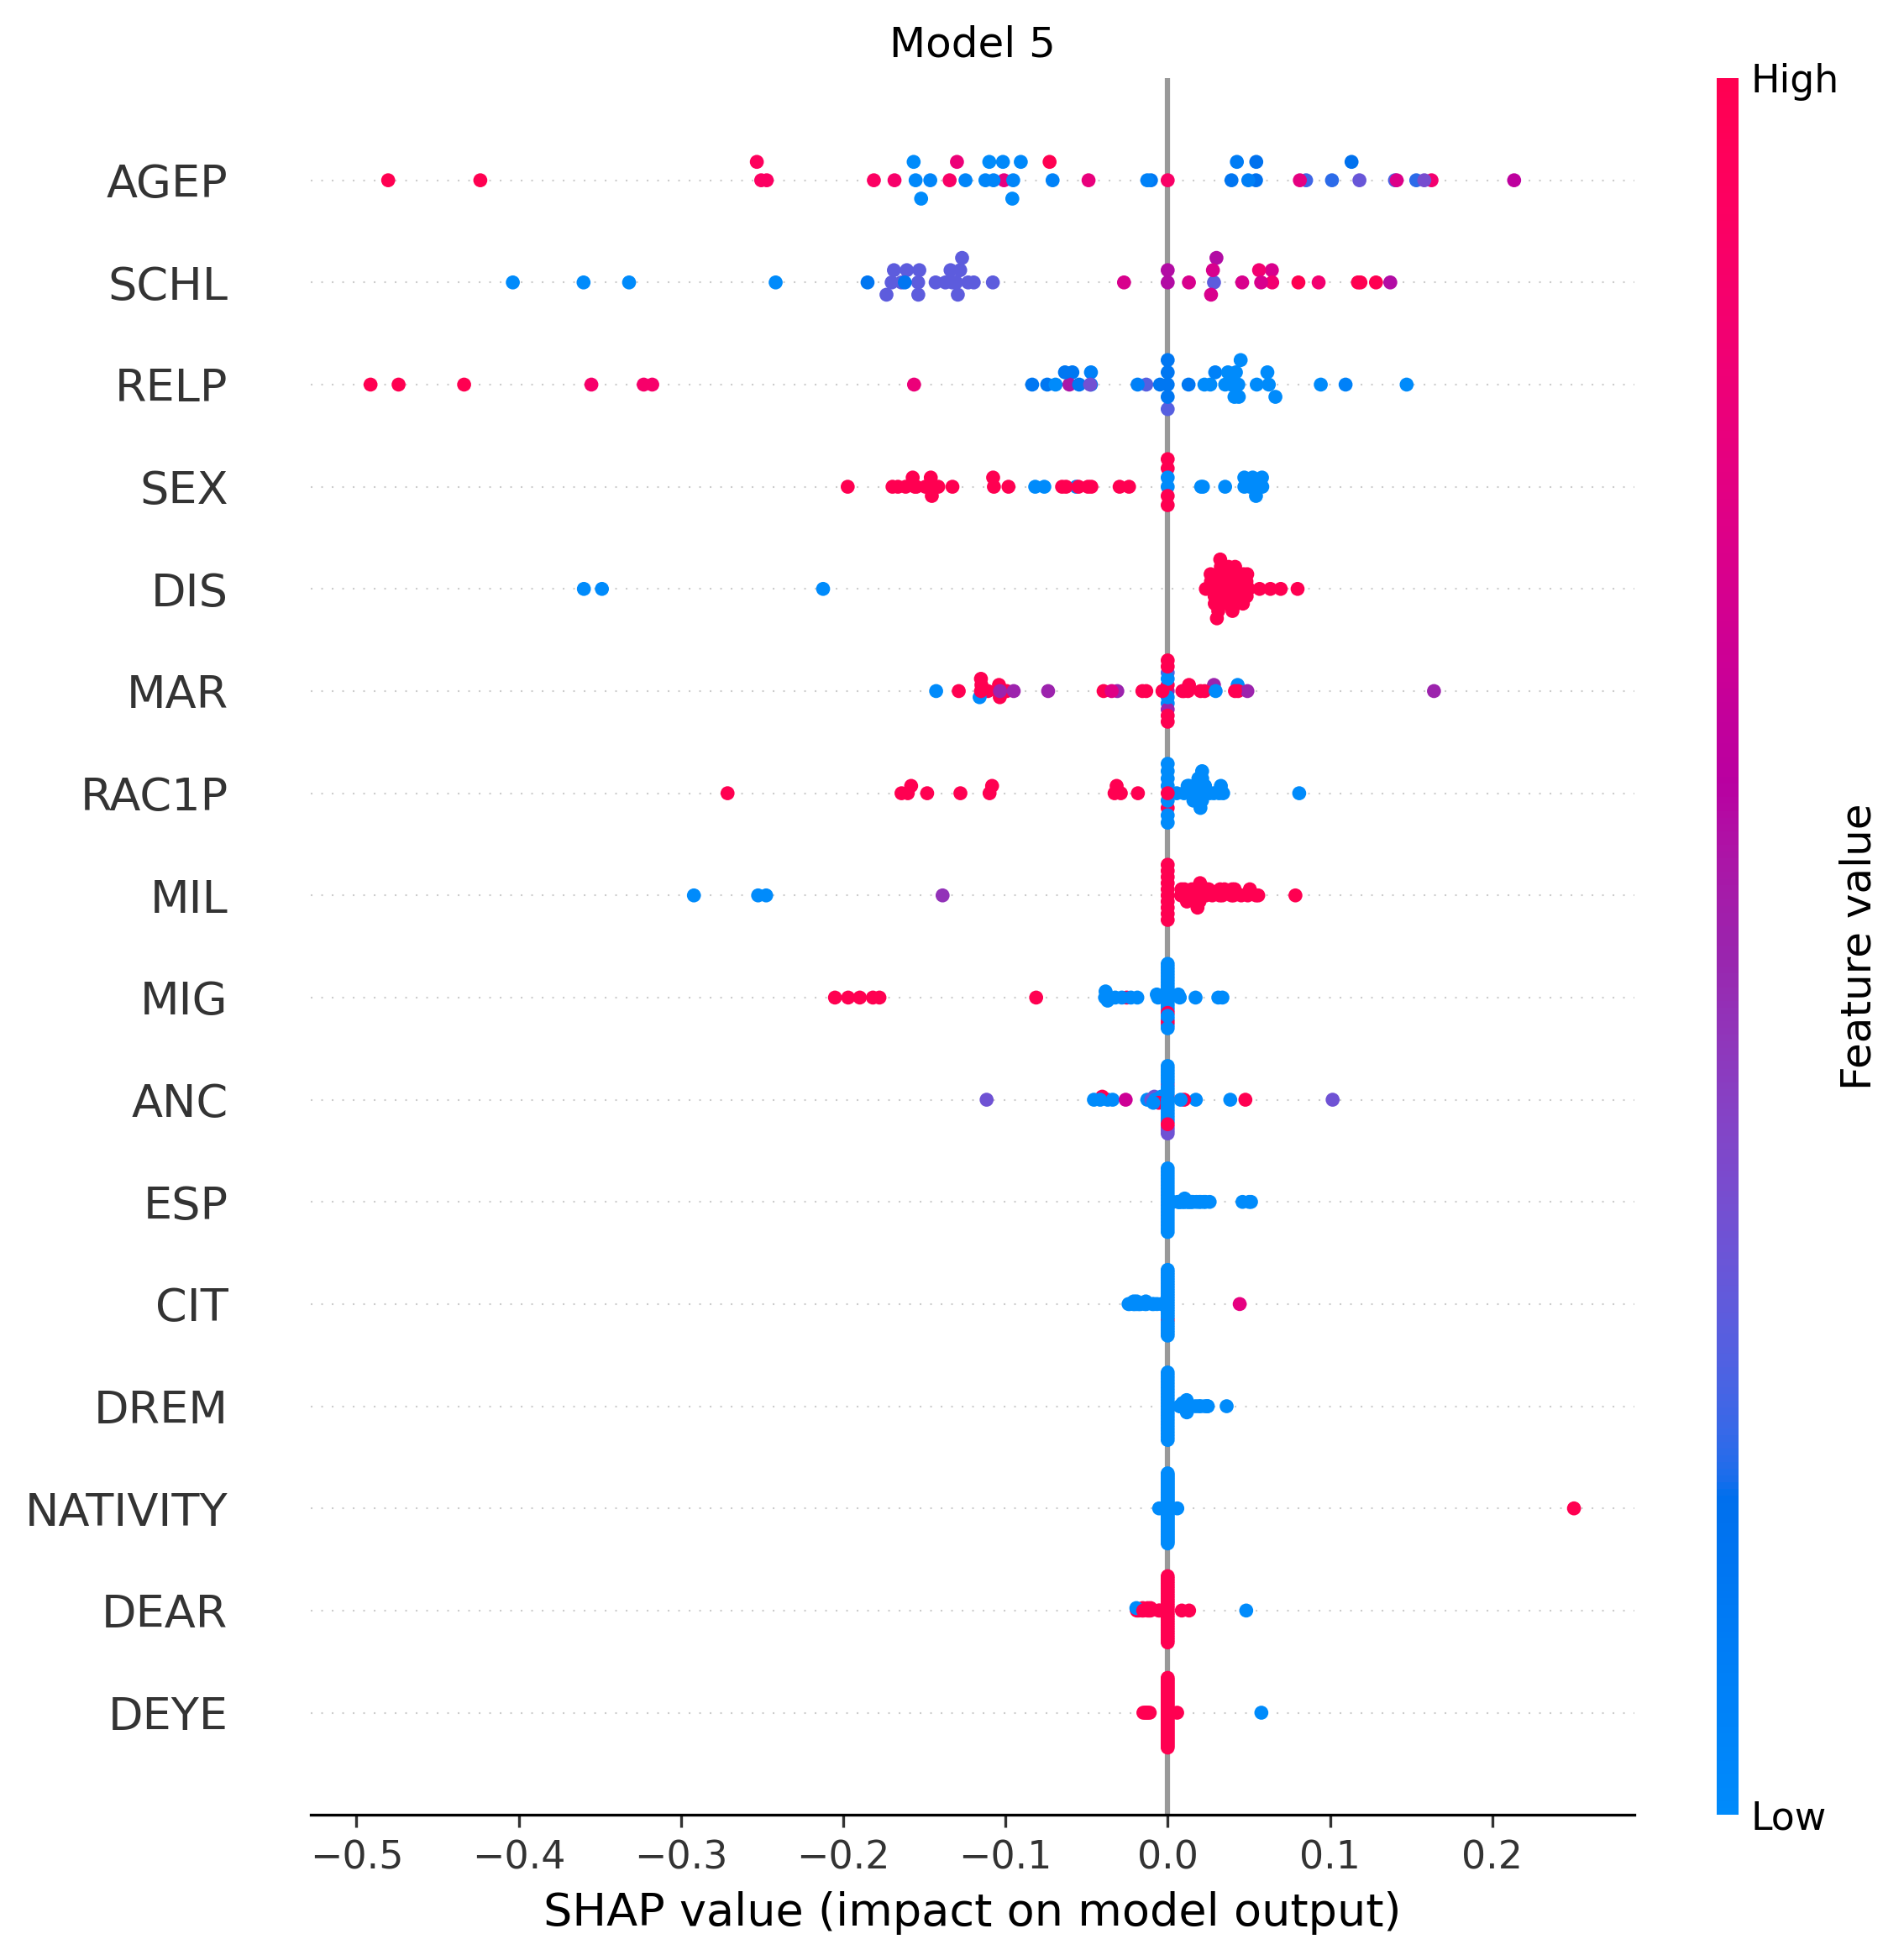 Model 5
High
AGEP
SCHL
RELP
SEX
DIS
MAR
RAC1P
MIL
MIG
ANC
ESP
CIT
DREM
NATIVITY
DEAR
DEYE
Feature value
Low
−0.5 −0.4 −0.3 −0.2 −0.1 0.0 0.1 0.2
SHAP value (impact on model output)